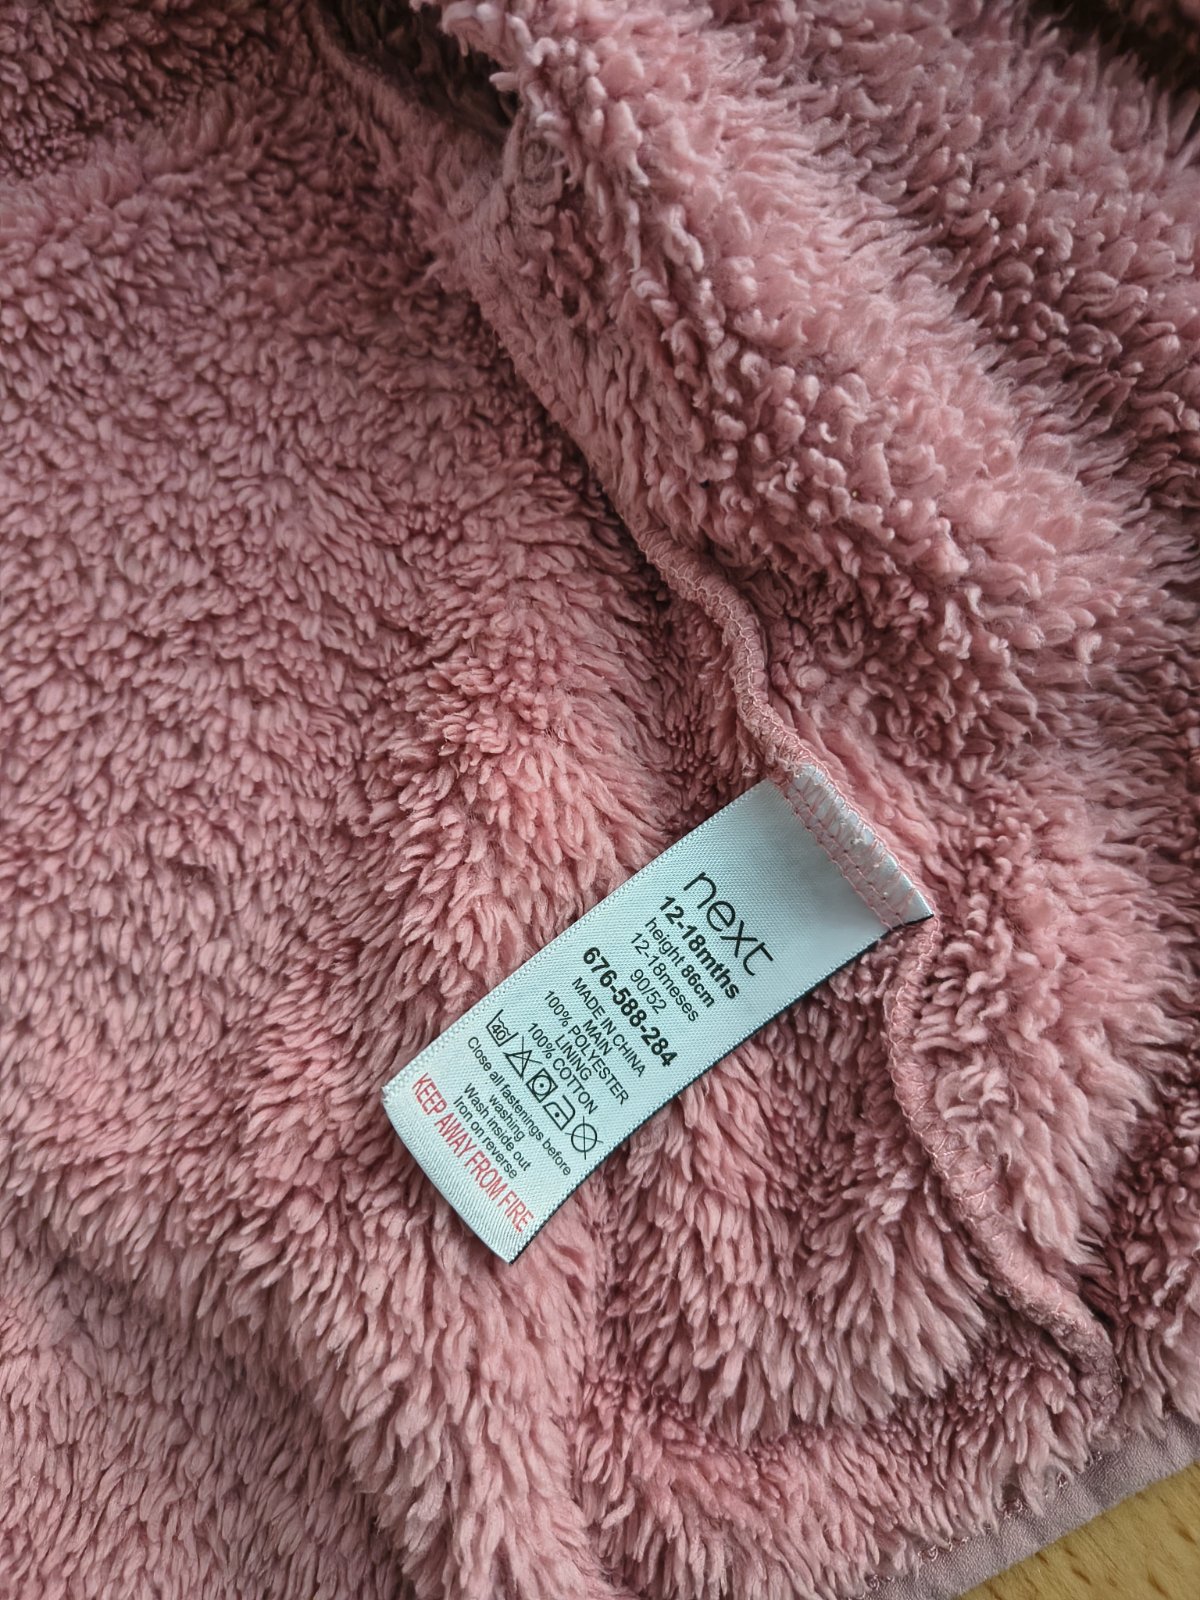 next
12-18mths
height 86cm
12-18meses
90/52
676-588-284
MADE IN CHINA
MAIN
100% POLYESTER
LINING
100% COTTON
40
Close all fastenings before
washing
Wash inside out
Iron on reverse
KEEP AWAY FROM FIRE